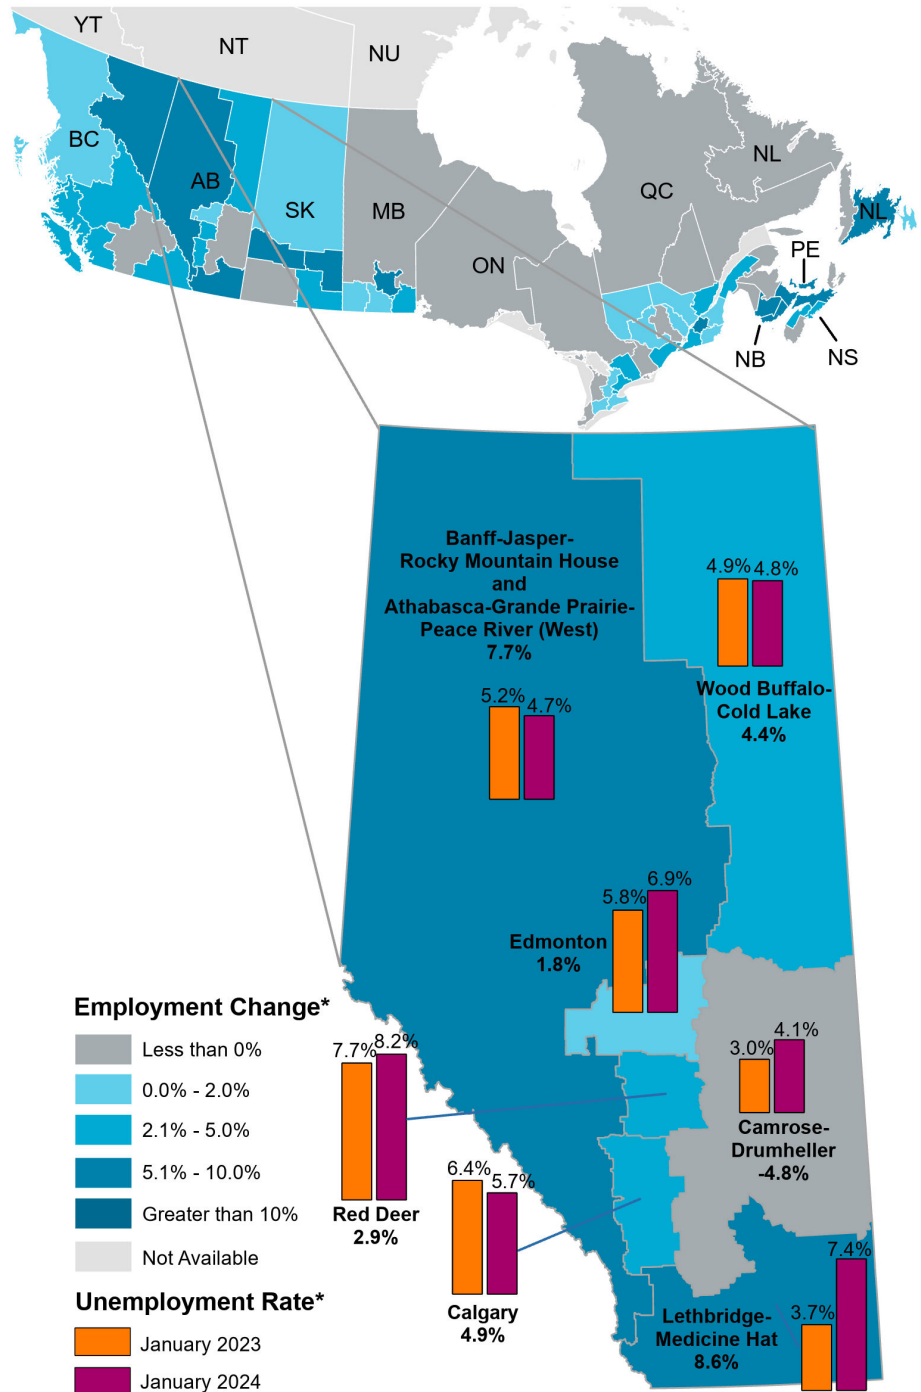 YT
NT
NU
BC
AB
SK
MB
ON
QC
NL
NL
PE
NB
NS
Banff-Jasper-
Rocky Mountain House
and
Athabasca-Grande Prairie-
Peace River (West)
7.7%
5.2%
4.7%
4.9%
4.8%
Wood Buffalo-
Cold Lake
4.4%
5.8%
6.9%
Edmonton
1.8%
Employment Change*
Less than 0%
0.0% - 2.0%
2.1% - 5.0%
5.1% - 10.0%
Greater than 10%
Not Available
Unemployment Rate*
January 2023
January 2024
7.7%
8.2%
Red Deer
2.9%
6.4%
5.7%
Calgary
4.9%
3.0%
4.1%
Camrose-
Drumheller
-4.8%
3.7%
7.4%
Lethbridge-
Medicine Hat
8.6%